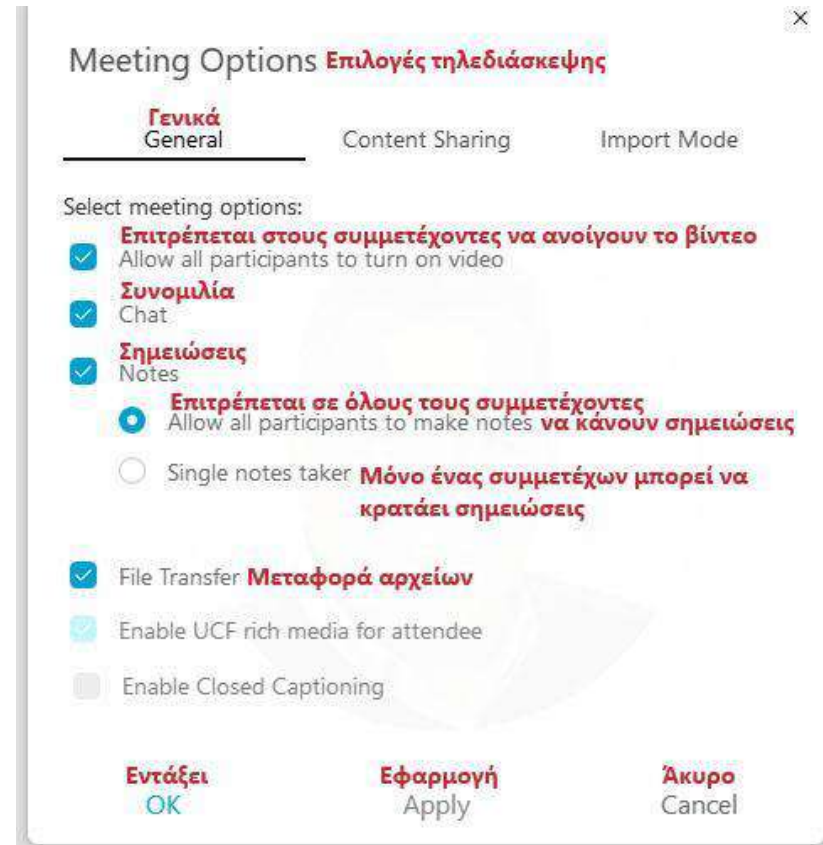 Meeting Options Επιλογές τηλεδιάσκεψης
Γενικά
General Content Sharing Import Mode
Select meeting options:
Επιτρέπεται στους συμμετέχοντες να ανοίγουν το βίντεο
Allow all participants to turn on video
Συνομιλία
Chat
Σημειώσεις
Notes
Επιτρέπεται σε όλους τους συμμετέχοντες
Allow all participants to make notes να κάνουν σημειώσεις
Single notes taker Μόνο ένας συμμετέχων μπορεί να
κρατάει σημειώσεις
File Transfer Μεταφορά αρχείων
Enable UCF rich media for attendee
Enable Closed Captioning
Εντάξει Εφαρμογή Άκυρο
OK Apply Cancel